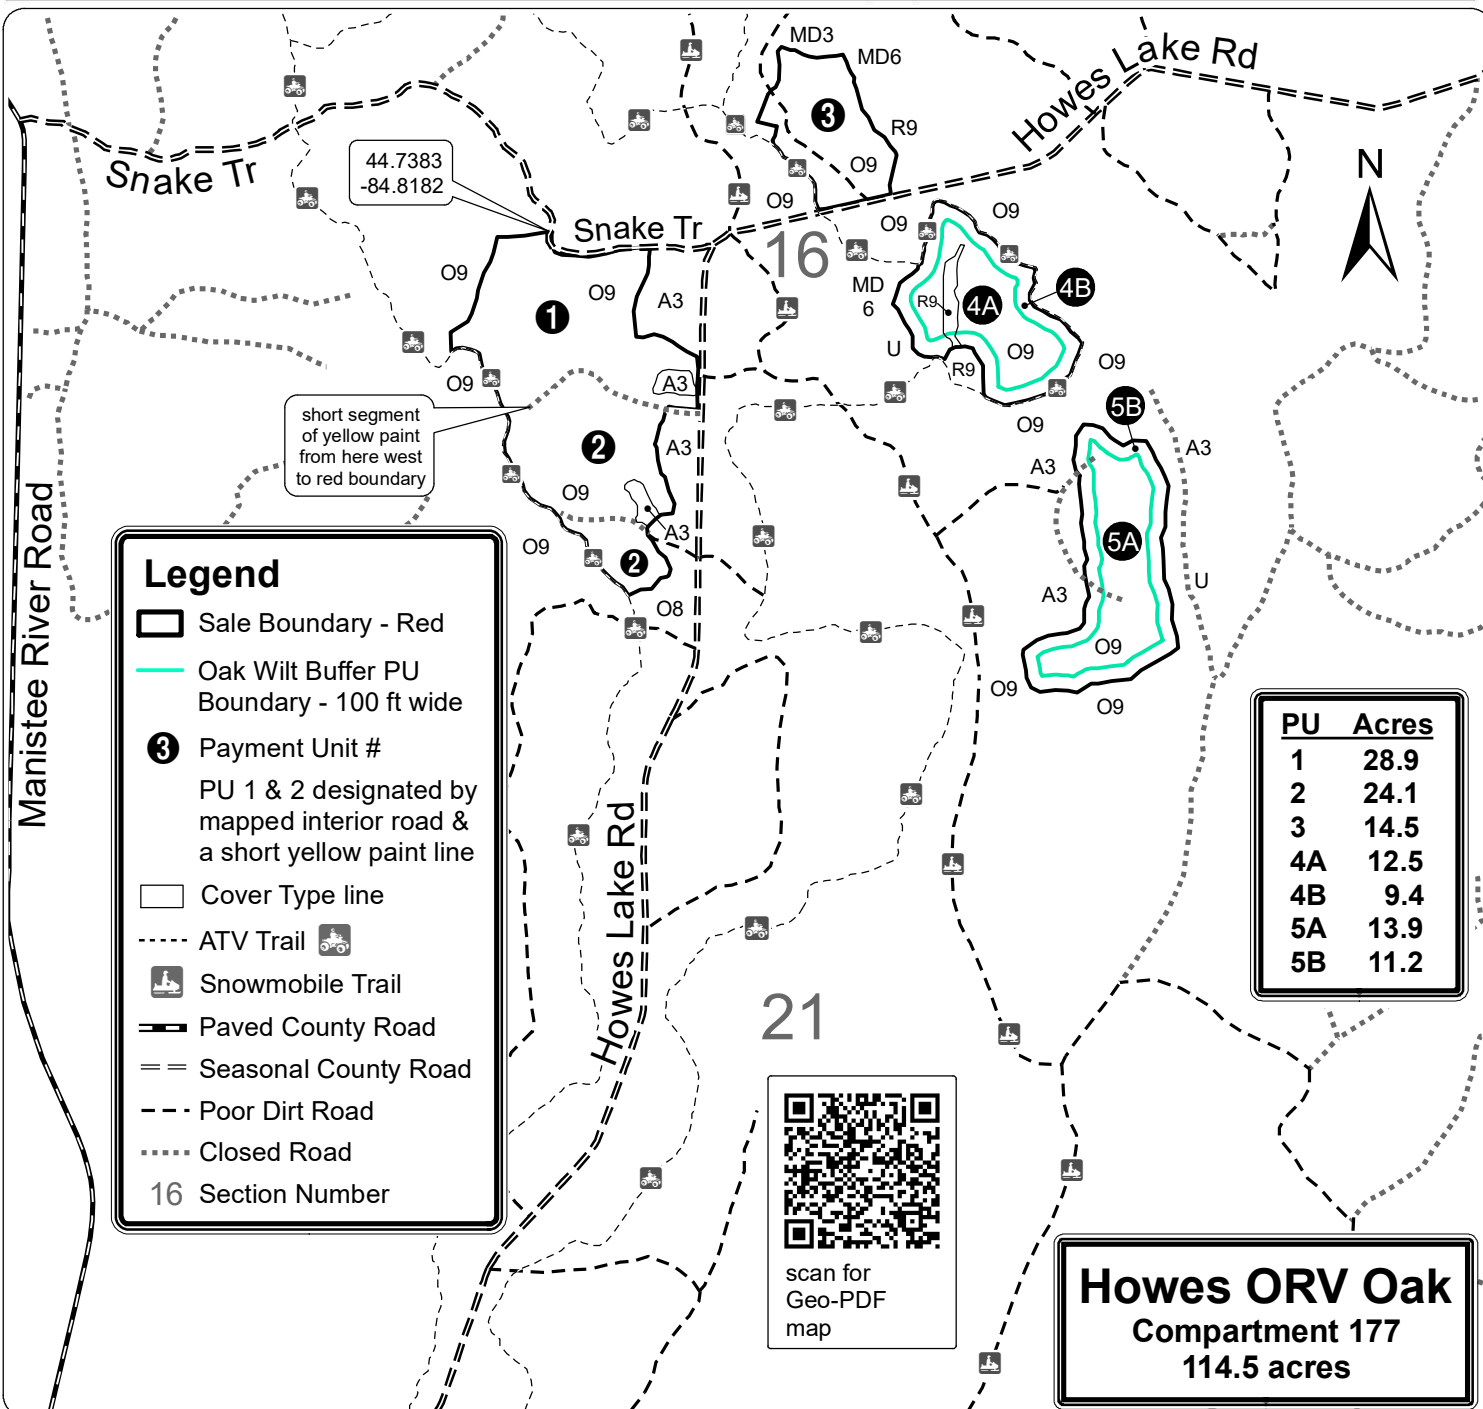 MD3
MD6
Howes Lake Rd
3
R9
O9
Snake Tr
44.7383
-84.8182
N
O9
O9
O9
Snake Tr
16
O9
O9
A3
MD
6
R9
4A
4B
1
U
O9
R9
O9
O9
A3
O9
5B
short segment
of yellow paint
from here west
to red boundary
2
A3
A3
A3
O9
5A
A3
O9
2
U
A3
O8
O9
O9
O9
Manistee River Road
Howes Lake Rd
21
Legend
Sale Boundary - Red
Oak Wilt Buffer PU
Boundary - 100 ft wide
3 Payment Unit #
PU 1 & 2 designated by
mapped interior road &
a short yellow paint line
Cover Type line
ATV Trail
Snowmobile Trail
Paved County Road
Seasonal County Road
Poor Dirt Road
Closed Road
16 Section Number
PU Acres
1 28.9
2 24.1
3 14.5
4A 12.5
4B 9.4
5A 13.9
5B 11.2
scan for
Geo-PDF
map
Howes ORV Oak
Compartment 177
114.5 acres